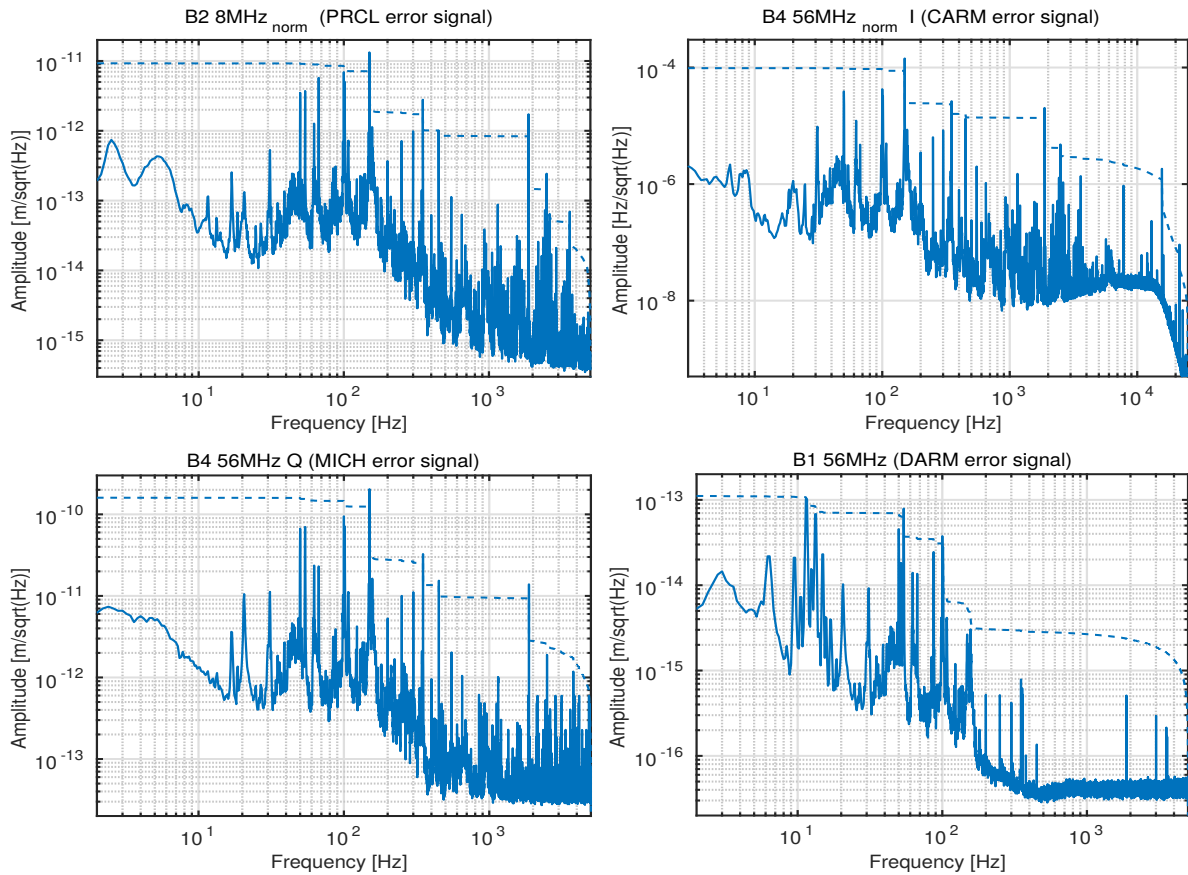 B2 8MHz norm (PRCL error signal)
Amplitude [m/sqrt(Hz)]
10 -11
10 -12
10 -13
10 -14
10 -15
10 1
10 2
10 3
Frequency [Hz]
B4 56MHz norm I (CARM error signal)
Amplitude [Hz/sqrt(Hz)]
10 -4
10 -6
10 -8
10 1
10 2
10 3
10 4
Frequency [Hz]
B4 56MHz Q (MICH error signal)
Amplitude [m/sqrt(Hz)]
10 -10
10 -11
10 -12
10 -13
10 1
10 2
10 3
Frequency [Hz]
B1 56MHz (DARM error signal)
Amplitude [m/sqrt(Hz)]
10 -13
10 -14
10 -15
10 -16
10 1
10 2
10 3
Frequency [Hz]